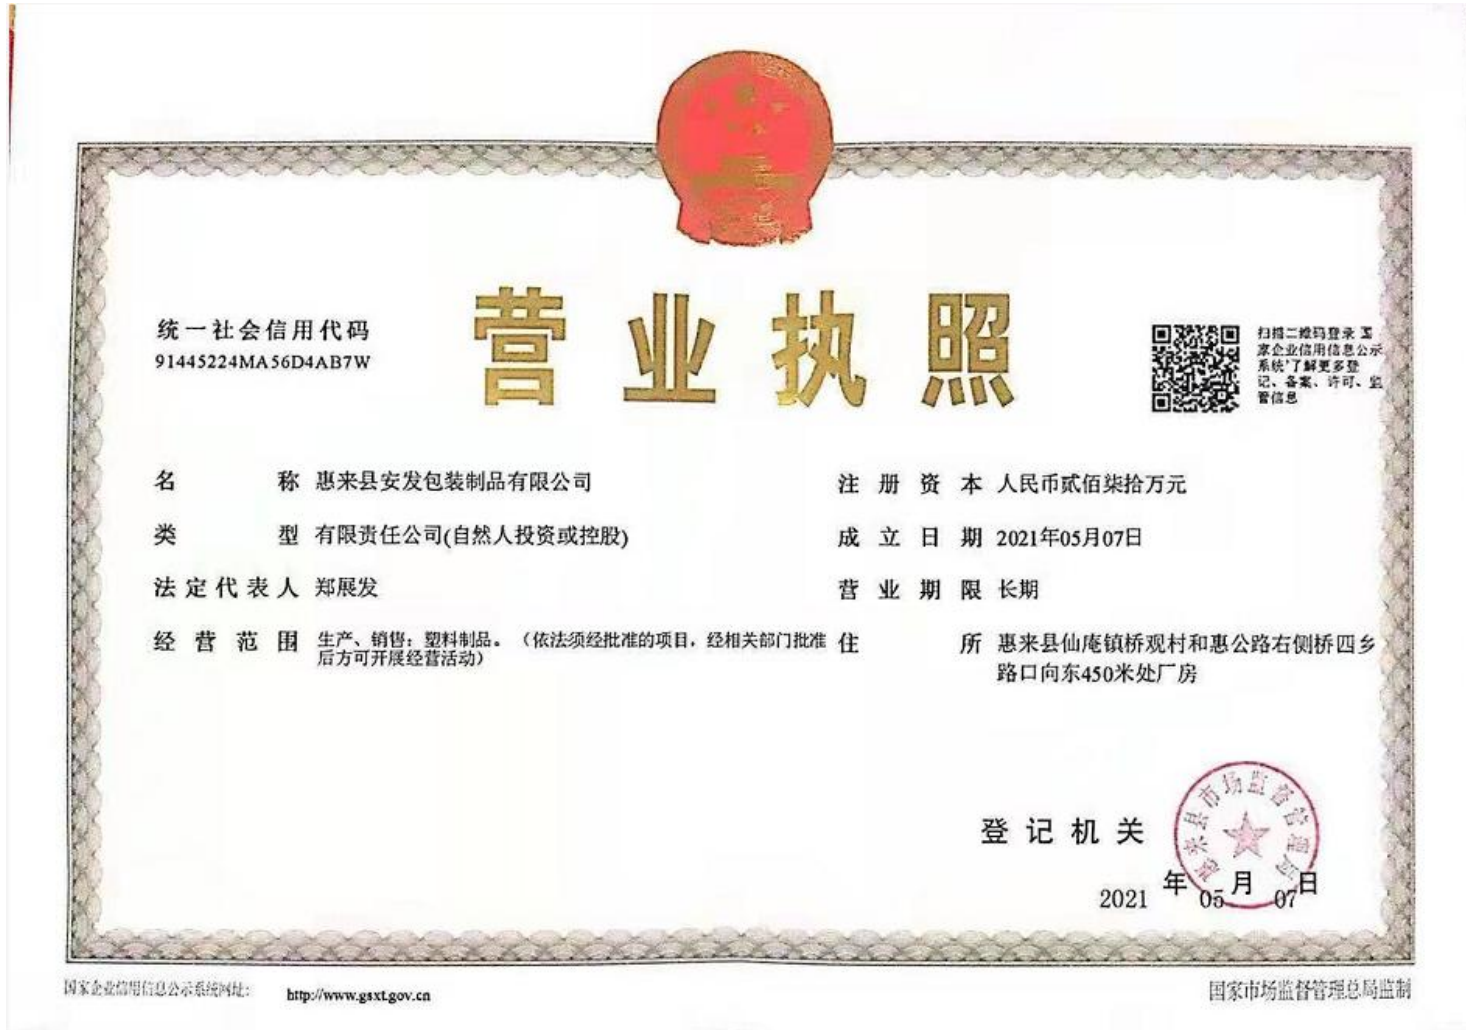 营业执照
统一社会信用代码
91445224MA56D4AB7W
扫描二维码登录 国
家企业信用信息公示
系统"了解更多登
记、备案、许可、监
管信息
名称 惠来县安发包装制品有限公司
类型 有限责任公司(自然人投资或控股)
法定代表人 郑展发
经营范围 生产、销售：塑料制品。（依法须经批准的项目，经相关部门批准
后方可开展经营活动）
注册资本 人民币贰佰柒拾万元
成立日期 2021年05月07日
营业期限 长期
住所 惠来县仙庵镇桥观村和惠公路右侧桥四乡
路口向东450米处厂房
登记机关
惠来县市场监督管理局
2021 年 05 月 07 日
国家企业信用信息公示系统网址：
http://www.gsxt.gov.cn
国家市场监督管理总局监制